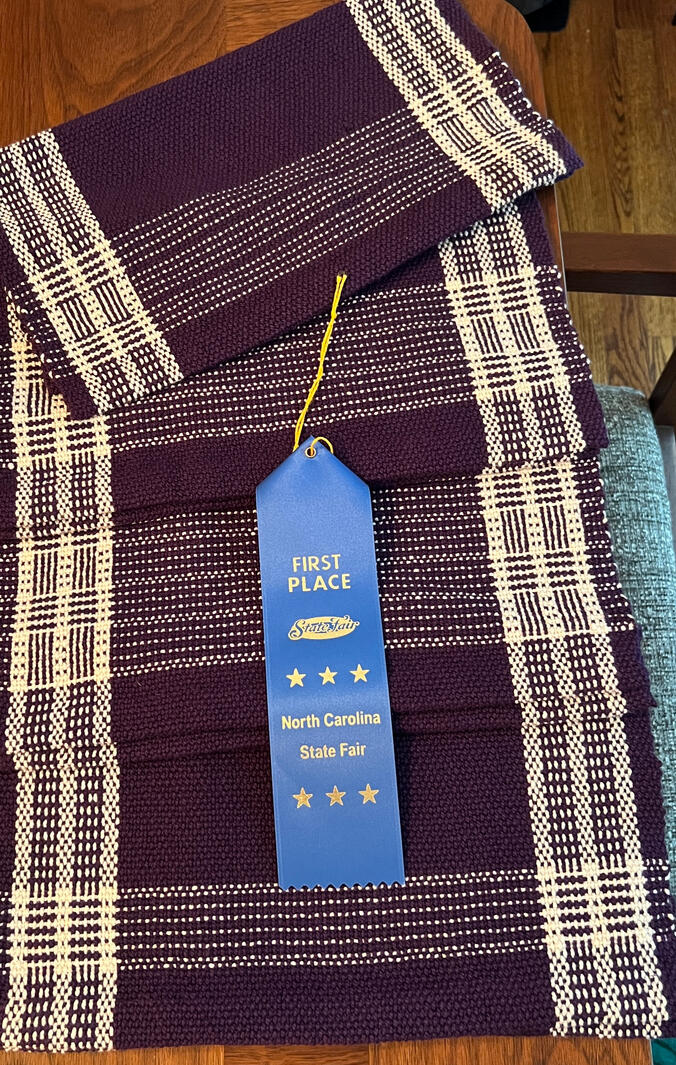 FIRST
PLACE
State Fair
North Carolina
State Fair